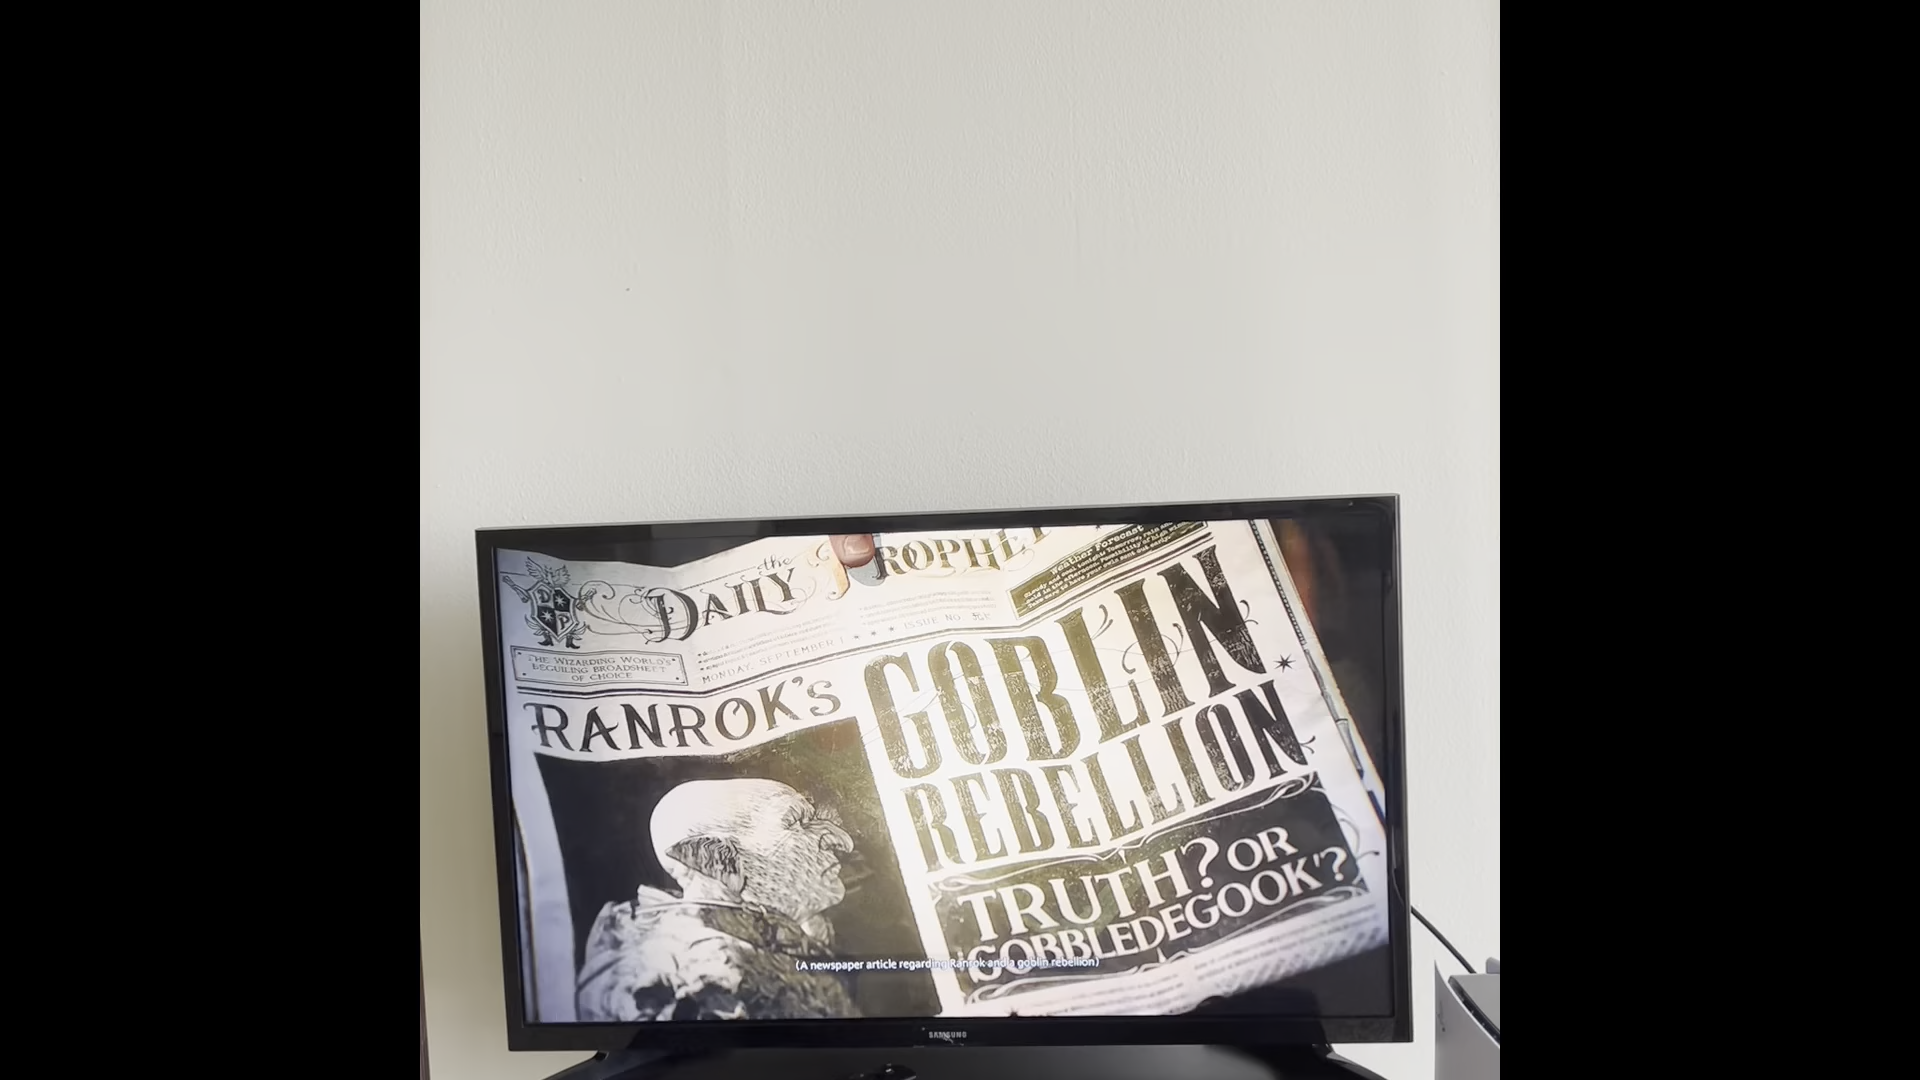 the
DAILY PROPHET
THE WIZARDING WORLD'S
BEGUILING BROADSHEET
OF CHOICE
MONDAY, SEPTEMBER 1
ISSUE NO.
Weather Forecast
RANROK'S
GOBLIN
REBELLION
TRUTH? OR
'GOBBLEDEGOOK'?
(A newspaper article regarding Ranrok and a goblin rebellion)
SAMSUNG